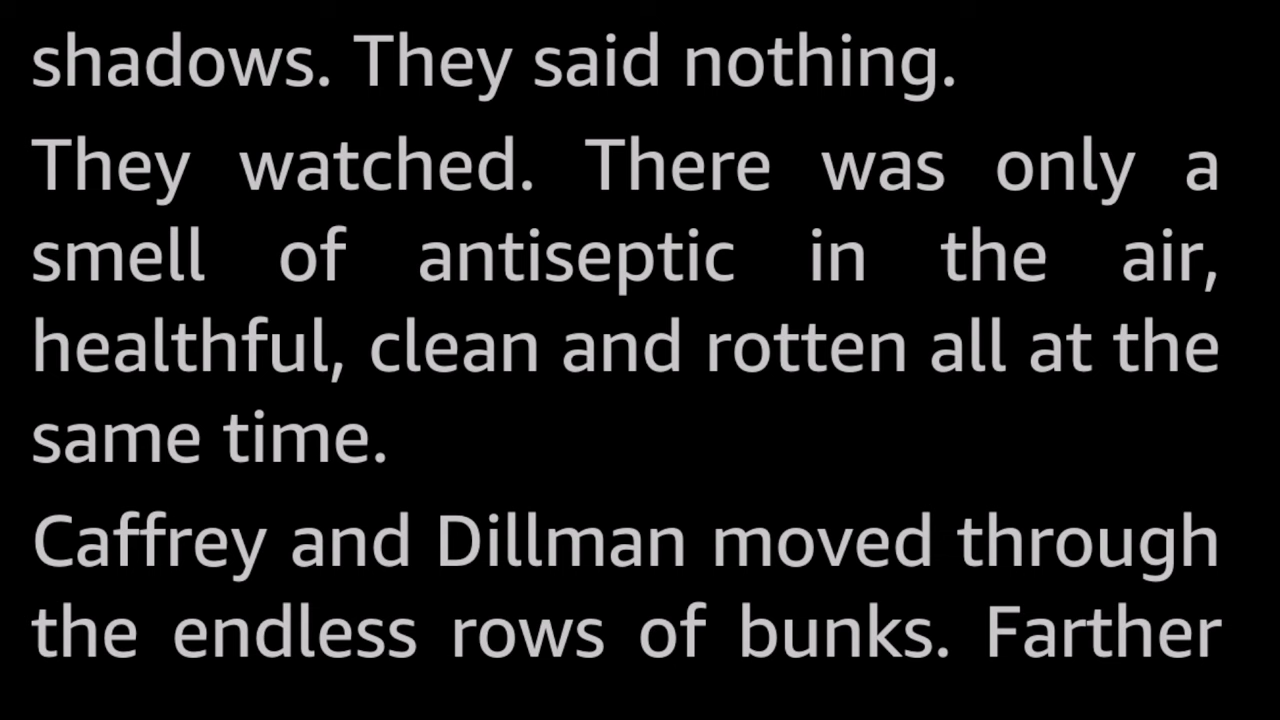 shadows. They said nothing.
They watched. There was only a
smell of antiseptic in the air,
healthful, clean and rotten all at the
same time.
Caffrey and Dillman moved through
the endless rows of bunks. Farther